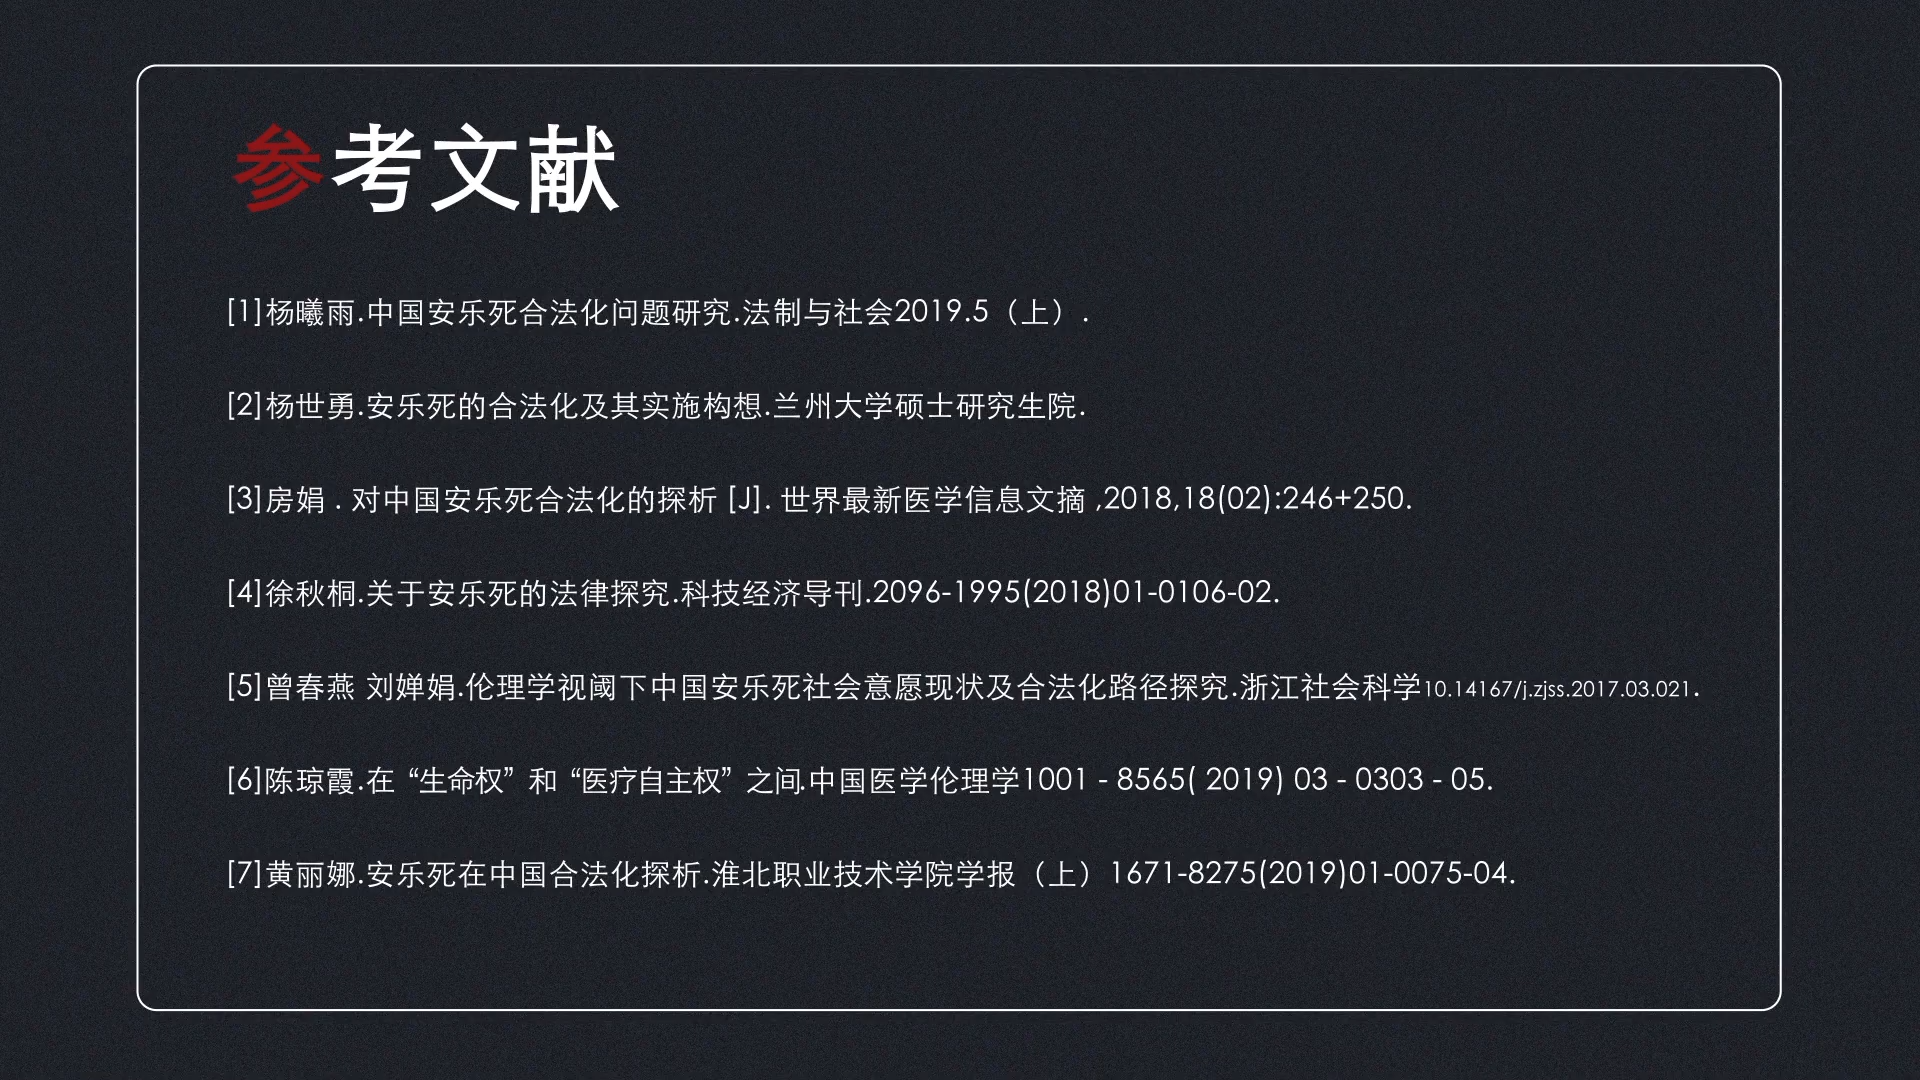 参考文献
[1]杨曦雨.中国安乐死合法化问题研究.法制与社会2019.5（上）.
[2]杨世勇.安乐死的合法化及其实施构想.兰州大学硕士研究生院.
[3]房娟 . 对中国安乐死合法化的探析 [J]. 世界最新医学信息文摘 ,2018,18(02):246+250.
[4]徐秋桐.关于安乐死的法律探究.科技经济导刊.2096-1995(2018)01-0106-02.
[5]曾春燕 刘婵娟.伦理学视阈下中国安乐死社会意愿现状及合法化路径探究.浙江社会科学10.14167/j.zjss.2017.03.021.
[6]陈琼霞.在“生命权”和“医疗自主权”之间.中国医学伦理学1001 - 8565( 2019) 03 - 0303 - 05.
[7]黄丽娜.安乐死在中国合法化探析.淮北职业技术学院学报（上）1671-8275(2019)01-0075-04.